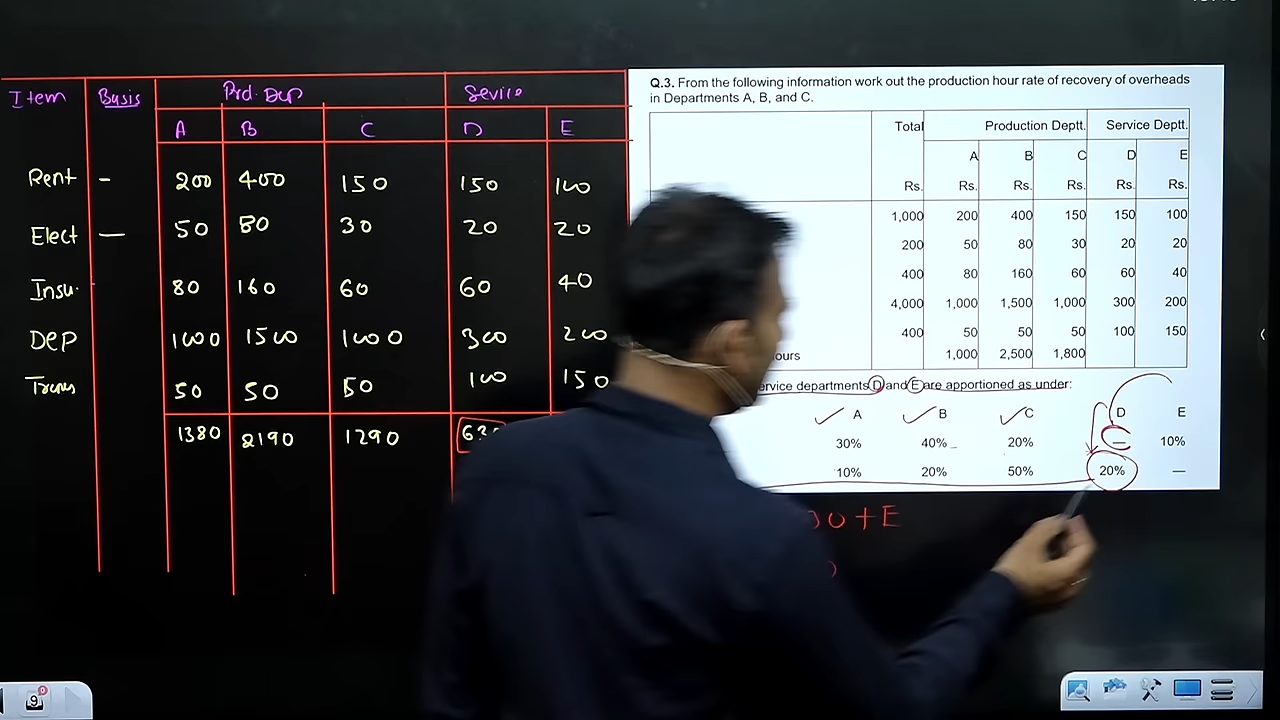 Item Basis Prd. Dep Sevice
A B C D E
Rent - 200 400 150 150 100
Elect — 50 80 30 20 20
Insu. 80 160 60 60 40
Dep 1000 1500 1000 300 200
Trans 50 50 50 100 150
1380 2190 1290
Q.3. From the following information work out the production hour rate of recovery of overheads
in Departments A, B, and C.
Total Production Deptt. Service Deptt.
A B C D E
Rs. Rs. Rs. Rs. Rs. Rs.
1,000 200 400 150 150 100
200 50 80 30 20 20
400 80 160 60 60 40
4,000 1,000 1,500 1,000 300 200
400 50 50 50 100 150
1,000 2,500 1,800
departments D and E are apportioned as under:
A B C D E
30% 40% 20% — 10%
10% 20% 50% 20% —
+E